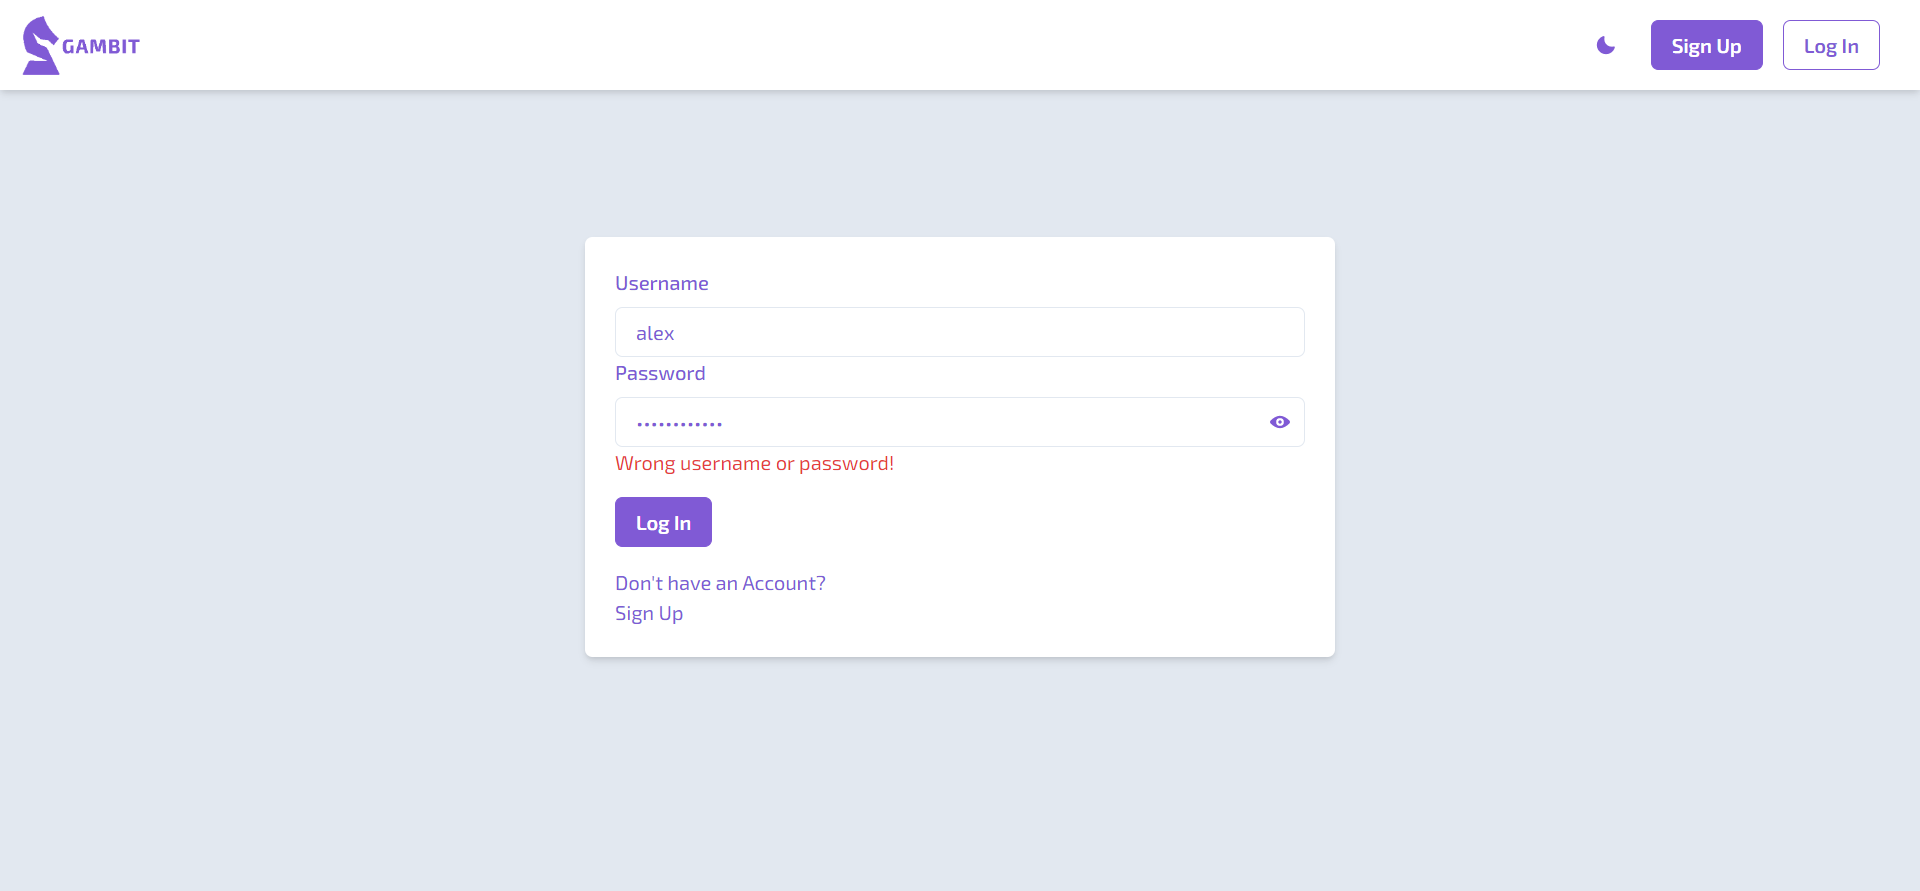 GAMBIT
Sign Up
Log In
Username
alex
Password
••••••••••••
Wrong username or password!
Log In
Don't have an Account?
Sign Up